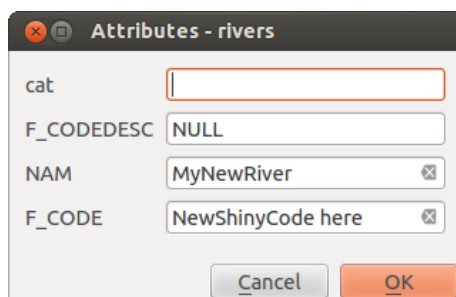 Attributes - rivers
cat
F_CODEDESC NULL
NAM MyNewRiver
F_CODE NewShinyCode here
Cancel OK